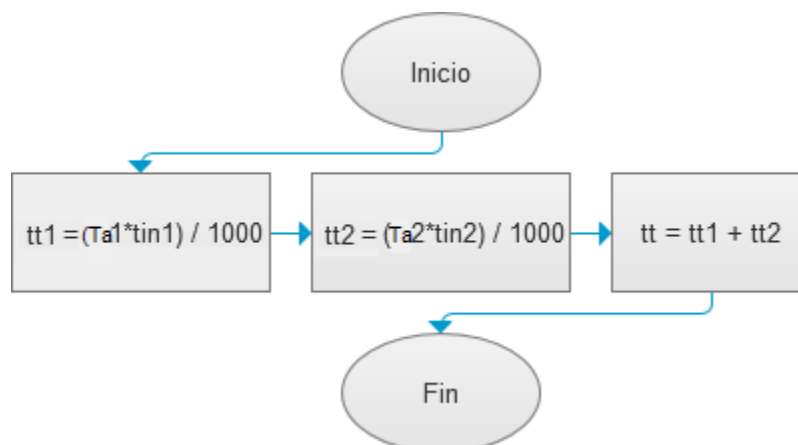 Inicio
tt1 =(Ta1*tin1) / 1000
tt2 = (Ta2*tin2) / 1000
tt = tt1 + tt2
Fin